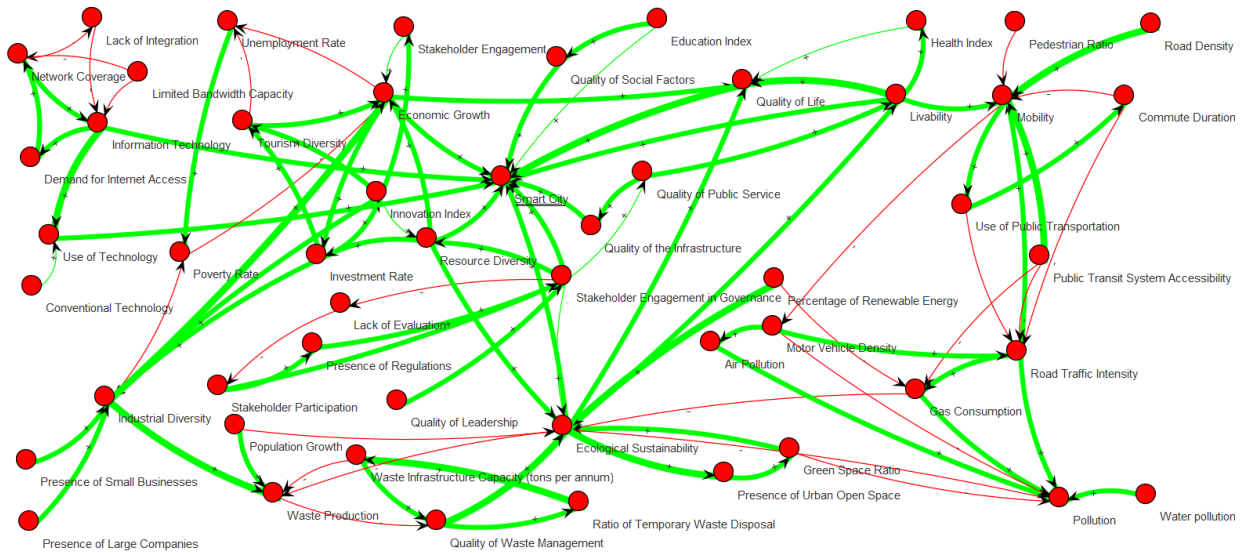 Lack of Integration
Unemployment Rate
Stakeholder Engagement
Education Index
Health Index
Pedestrian Ratio
Road Density
Network Coverage
Limited Bandwidth Capacity
Quality of Social Factors
Economic Growth
Quality of Life
Livability
Mobility
Commute Duration
Information Technology
Tourism Diversity
Demand for Internet Access
Smart City
Quality of Public Service
Innovation Index
Use of Public Transportation
Quality of the Infrastructure
Use of Technology
Poverty Rate
Investment Rate
Resource Diversity
Public Transit System Accessibility
Conventional Technology
Stakeholder Engagement in Governance
Percentage of Renewable Energy
Lack of Evaluation
Motor Vehicle Density
Presence of Regulations
Air Pollution
Road Traffic Intensity
Stakeholder Participation
Industrial Diversity
Quality of Leadership
Gas Consumption
Population Growth
Ecological Sustainability
Waste Infrastructure Capacity (tons per annum)
Green Space Ratio
Presence of Small Businesses
Presence of Urban Open Space
Waste Production
Ratio of Temporary Waste Disposal
Pollution
Water pollution
Presence of Large Companies
Quality of Waste Management